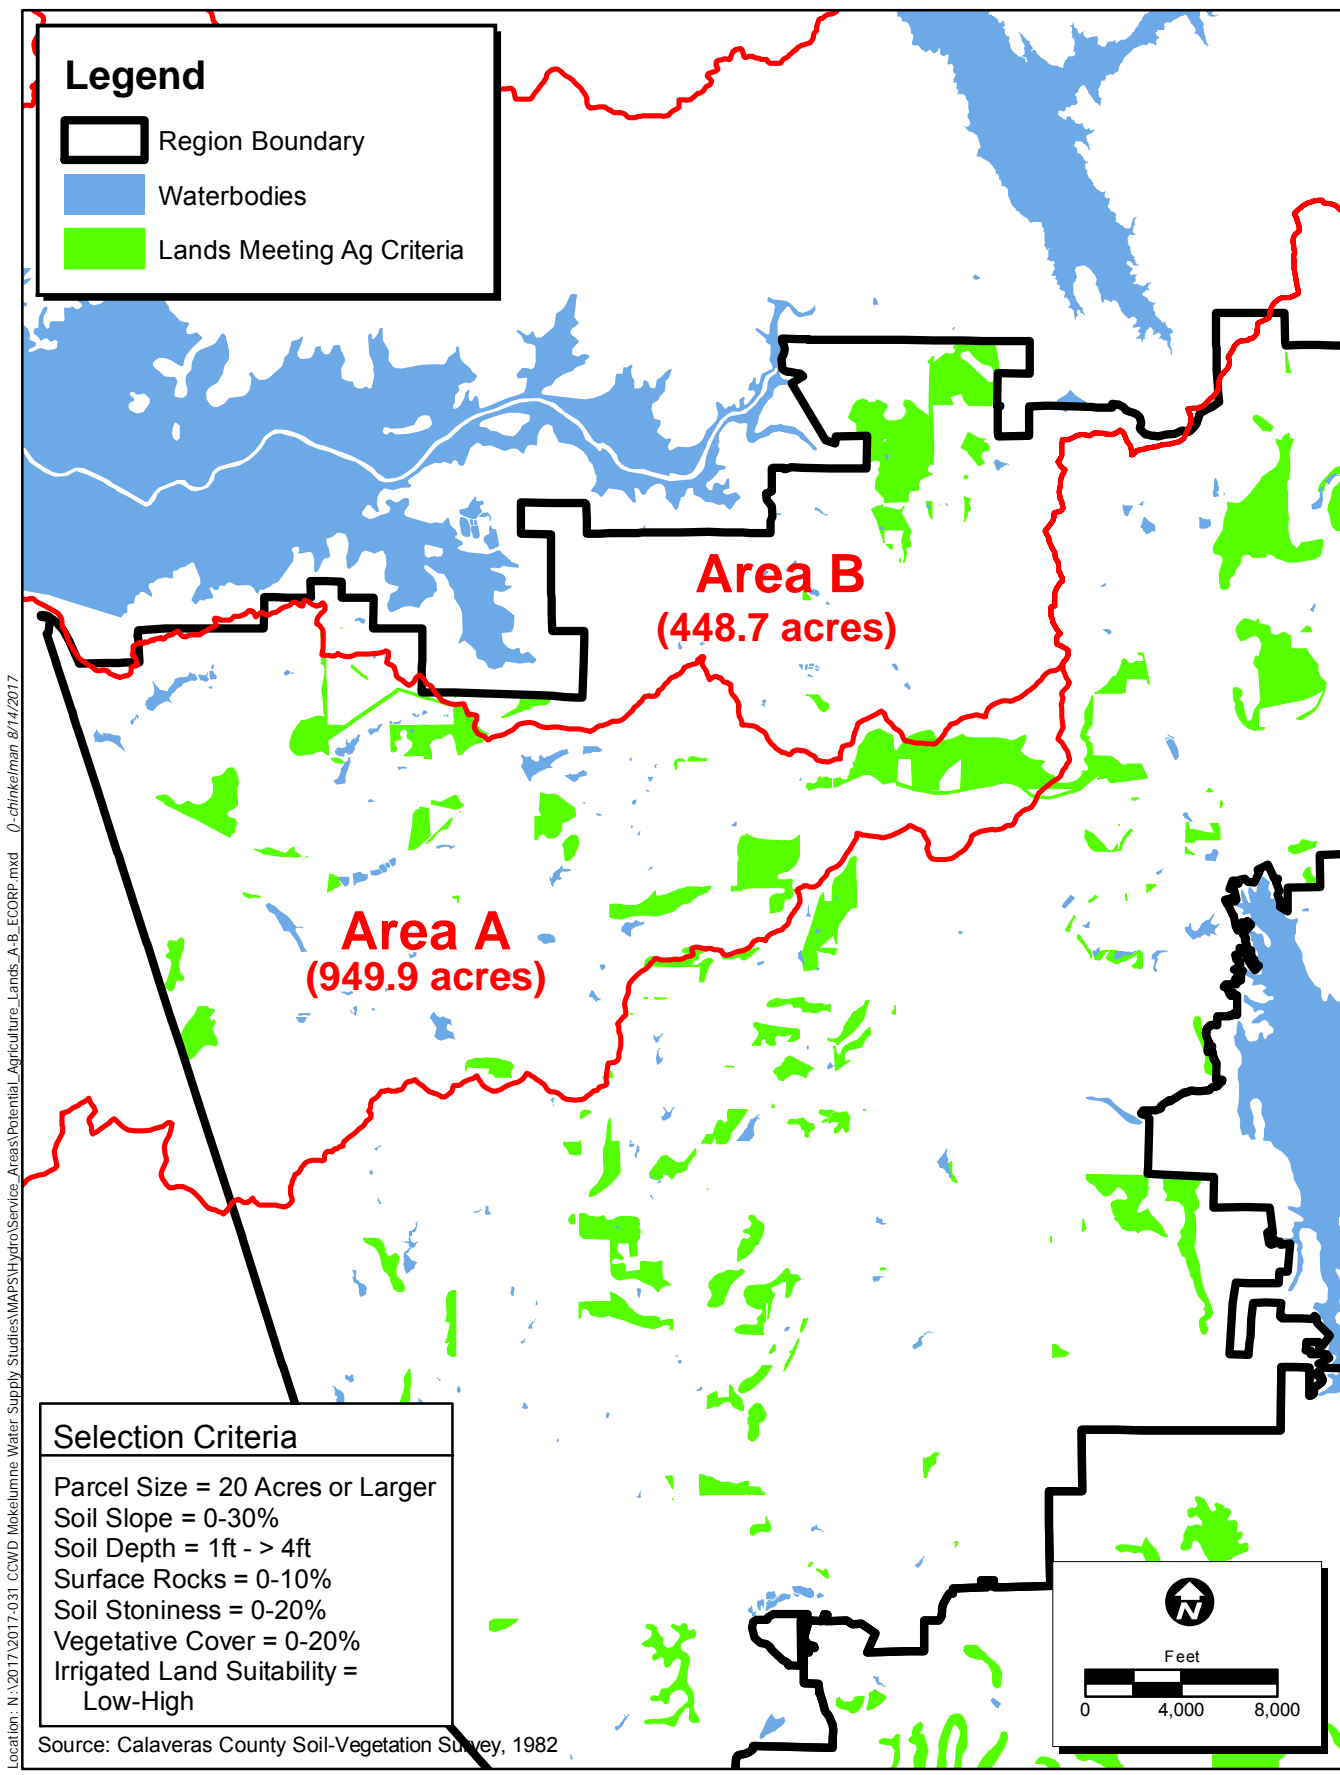 Legend
Region Boundary
Waterbodies
Lands Meeting Ag Criteria
Area B
(448.7 acres)
Area A
(949.9 acres)
Selection Criteria
Parcel Size = 20 Acres or Larger
Soil Slope = 0-30%
Soil Depth = 1ft - > 4ft
Surface Rocks = 0-10%
Soil Stoniness = 0-20%
Vegetative Cover = 0-20%
Irrigated Land Suitability =
Low-High
Source: Calaveras County Soil-Vegetation Survey, 1982
N
Feet
0 4,000 8,000
Location: N:\2017\2017-031 CCWD Mokelumne Water Supply Studies\MAPS\Hydro\Service_Areas\Potential_Agriculture_Lands_A-B_ECORP.mxd 0-chinkelman 8/14/2017